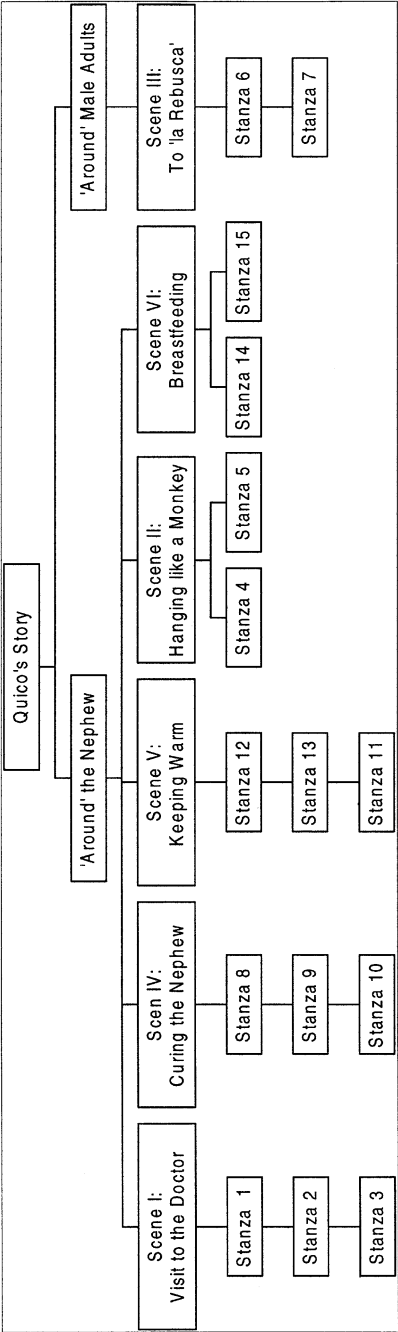 Quico's Story
'Around' the Nephew
'Around' Male Adults
Scene I:
Visit to the Doctor
Scen IV:
Curing the Nephew
Scene V:
Keeping Warm
Scene II:
Hanging like a Monkey
Scene VI:
Breastfeeding
Scene III:
To 'la Rebusca'
Stanza 1
Stanza 2
Stanza 3
Stanza 8
Stanza 9
Stanza 10
Stanza 12
Stanza 13
Stanza 11
Stanza 4
Stanza 5
Stanza 14
Stanza 15
Stanza 6
Stanza 7